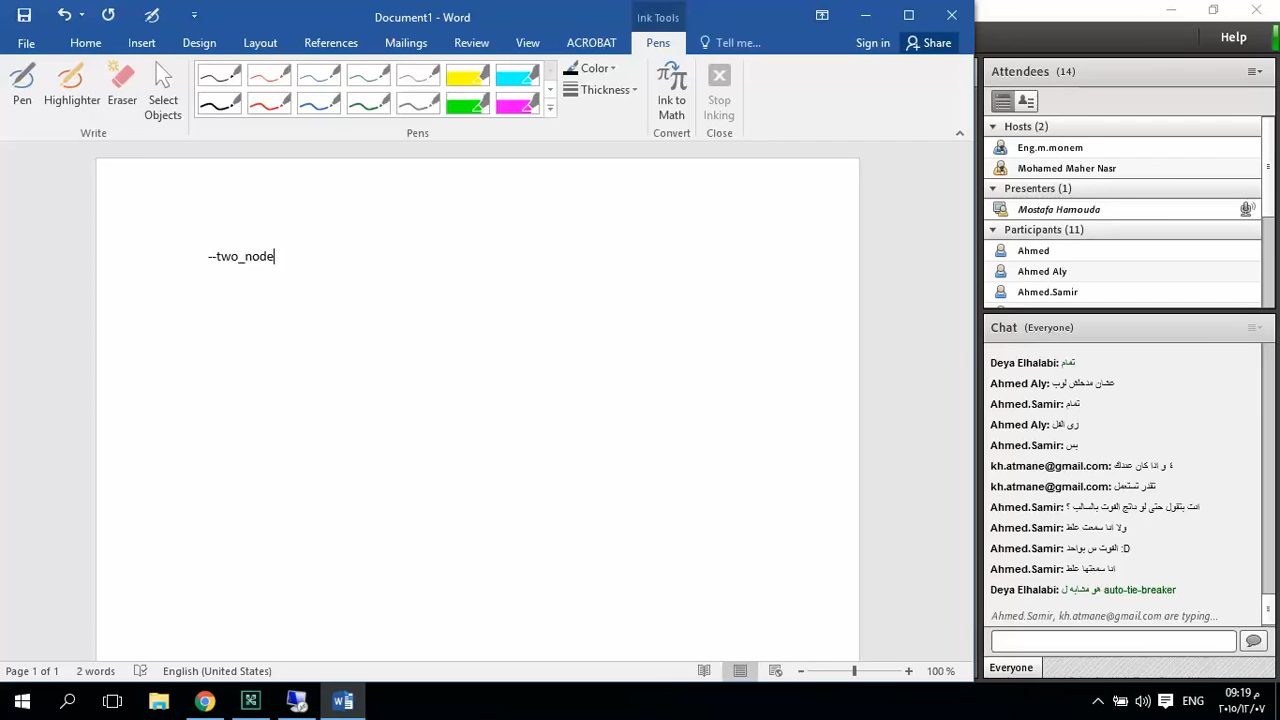 Document1 - Word
Ink Tools
File
Home
Insert
Design
Layout
References
Mailings
Review
View
ACROBAT
Pens
Tell me...
Sign in
Share
Help
Pen
Highlighter
Eraser
Select
Objects
Color
Thickness
Ink to
Math
Stop
Inking
Write
Pens
Convert
Close
Attendees (14)
Hosts (2)
Eng.m.monem
Mohamed Maher Nasr
Presenters (1)
Mostafa Hamouda
Participants (11)
Ahmed
Ahmed Aly
Ahmed.Samir
--two_node
Chat (Everyone)
Deya Elhalabi: تمام
Ahmed Aly: عشان مدخلش لوب
Ahmed.Samir: تمام
Ahmed Aly: زى الفل
Ahmed.Samir: بس
kh.atmane@gmail.com: ٤ و اذا كان عندك
kh.atmane@gmail.com: تقدر تستعمل
Ahmed.Samir: انت بتقول حتى لو ناتج الفوت بالسالب ؟
Ahmed.Samir: ولا انا سمعت غلط
Ahmed.Samir: الفوت س بواحد :D
Ahmed.Samir: انا سمعتها غلط
Deya Elhalabi: هو مشابه ل auto-tie-breaker
Ahmed.Samir, kh.atmane@gmail.com are typing...
Everyone
Page 1 of 1
2 words
English (United States)
100 %
ENG
09:19 م
٢٠١٥/١٢/٠٧